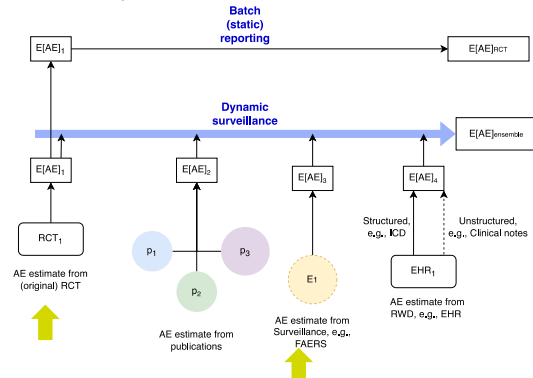 Batch
(static)
reporting
E[AE]1
E[AE]RCT
Dynamic
surveillance
E[AE]ensemble
E[AE]1
E[AE]2
E[AE]3
E[AE]4
Structured,
e.g., ICD
Unstructured,
e.g., Clinical notes
RCT1
p1
p3
p2
E1
EHR1
AE estimate from
(original) RCT
AE estimate from
publications
AE estimate from
Surveillance, e.g.,
FAERS
AE estimate from
RWD, e.g., EHR